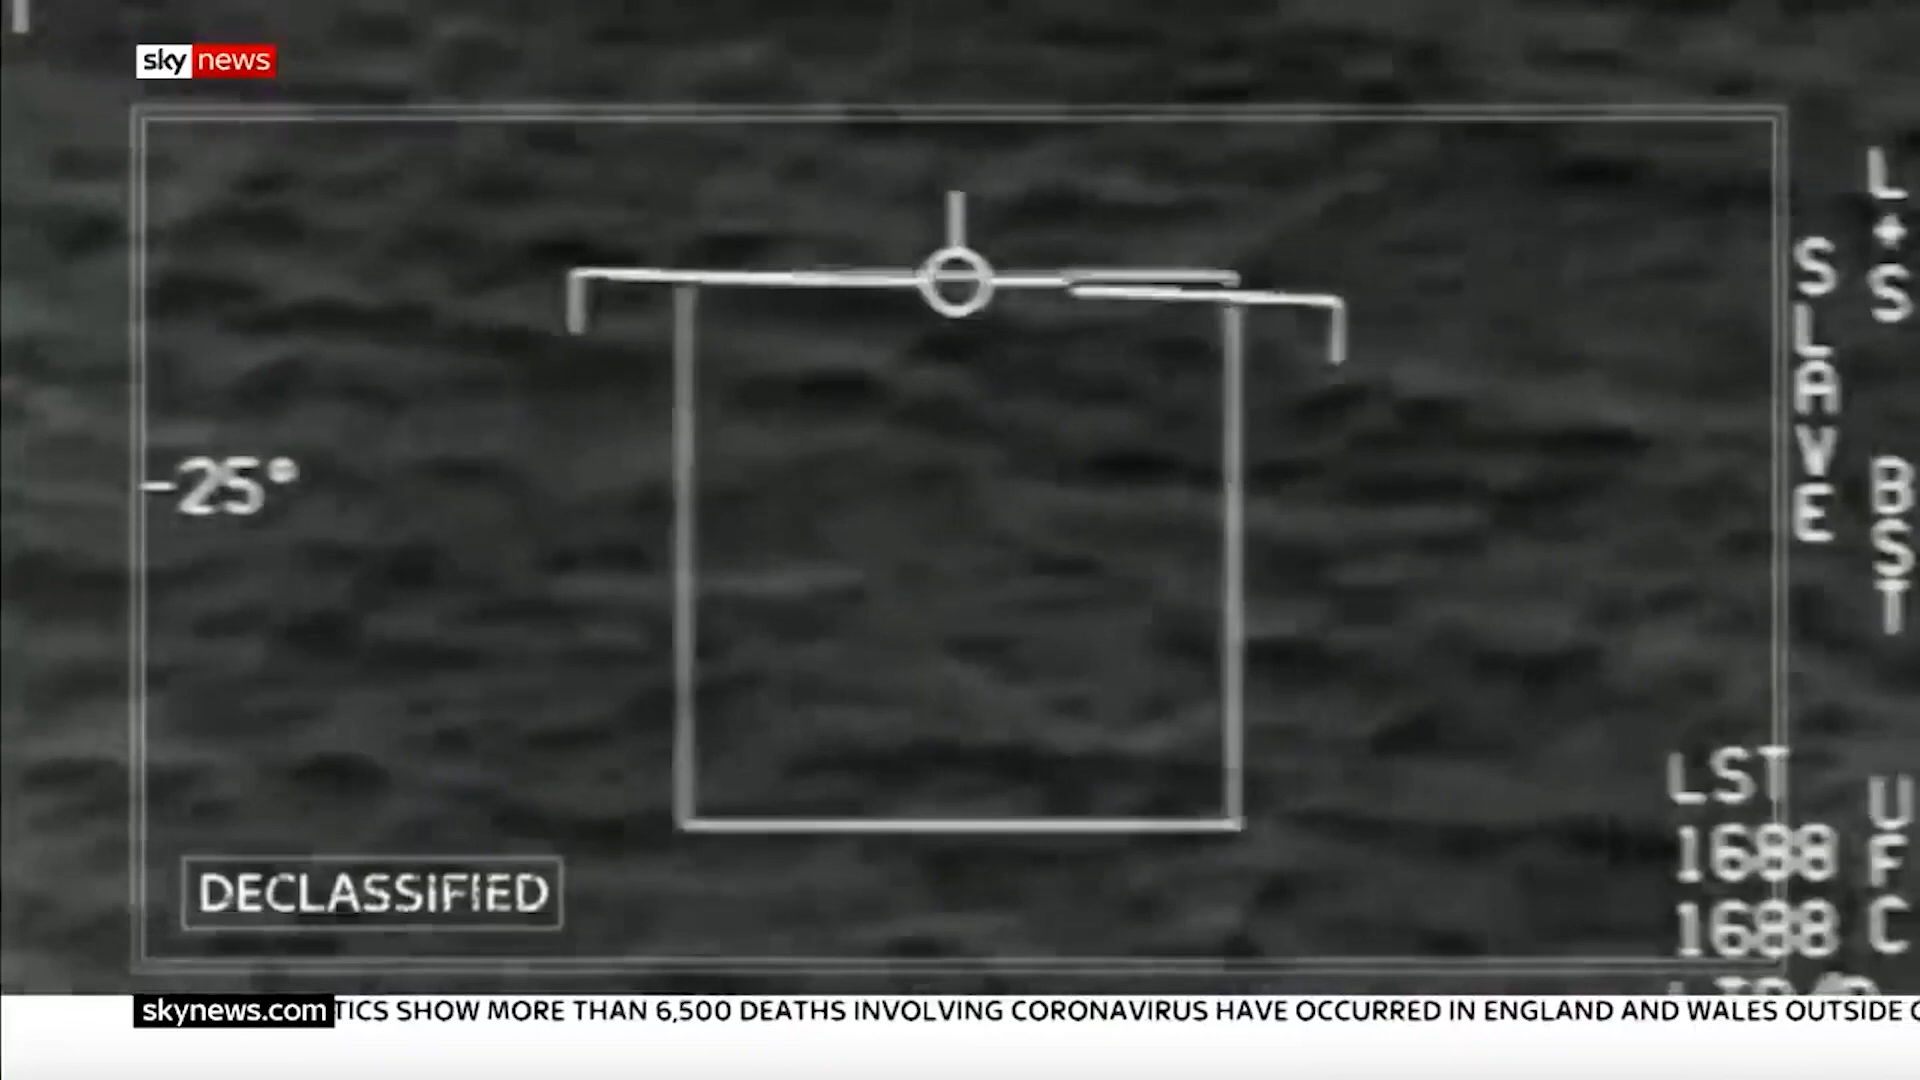 sky news
L+S
SLAVE
-25°
BST
LST
1688
1688
UFC
DECLASSIFIED
skynews.com
TICS SHOW MORE THAN 6,500 DEATHS INVOLVING CORONAVIRUS HAVE OCCURRED IN ENGLAND AND WALES OUTSIDE